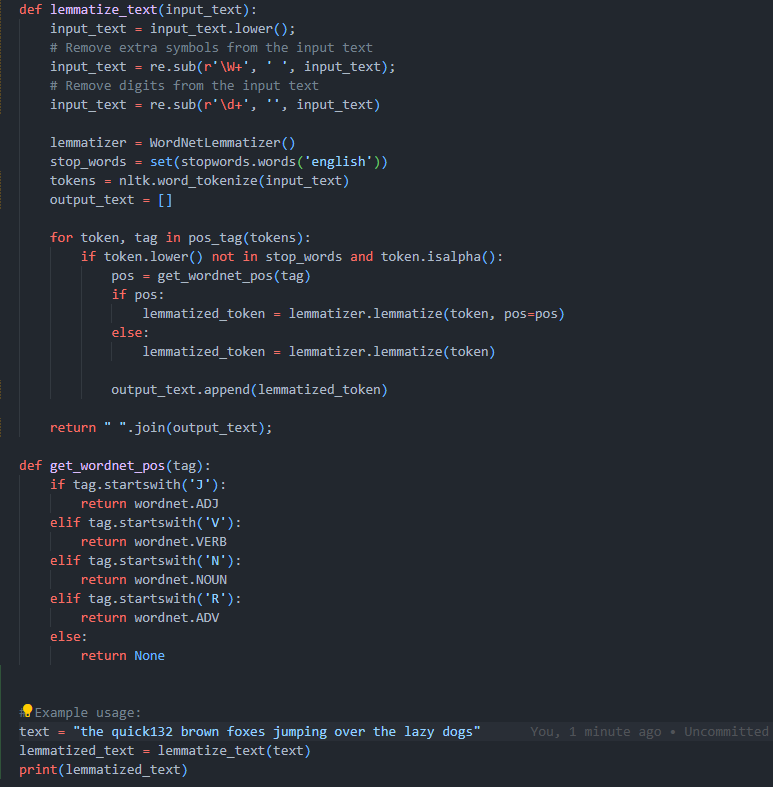 def lemmatize_text(input_text):
    input_text = input_text.lower();
    # Remove extra symbols from the input text
    input_text = re.sub(r'\W+', ' ', input_text);
    # Remove digits from the input text
    input_text = re.sub(r'\d+', '', input_text)

    lemmatizer = WordNetLemmatizer()
    stop_words = set(stopwords.words('english'))
    tokens = nltk.word_tokenize(input_text)
    output_text = []

    for token, tag in pos_tag(tokens):
        if token.lower() not in stop_words and token.isalpha():
            pos = get_wordnet_pos(tag)
            if pos:
                lemmatized_token = lemmatizer.lemmatize(token, pos=pos)
            else:
                lemmatized_token = lemmatizer.lemmatize(token)

            output_text.append(lemmatized_token)

    return " ".join(output_text);

def get_wordnet_pos(tag):
    if tag.startswith('J'):
        return wordnet.ADJ
    elif tag.startswith('V'):
        return wordnet.VERB
    elif tag.startswith('N'):
        return wordnet.NOUN
    elif tag.startswith('R'):
        return wordnet.ADV
    else:
        return None


# Example usage:
text = "the quick132 brown foxes jumping over the lazy dogs" You, 1 minute ago • Uncommitted
lemmatized_text = lemmatize_text(text)
print(lemmatized_text)